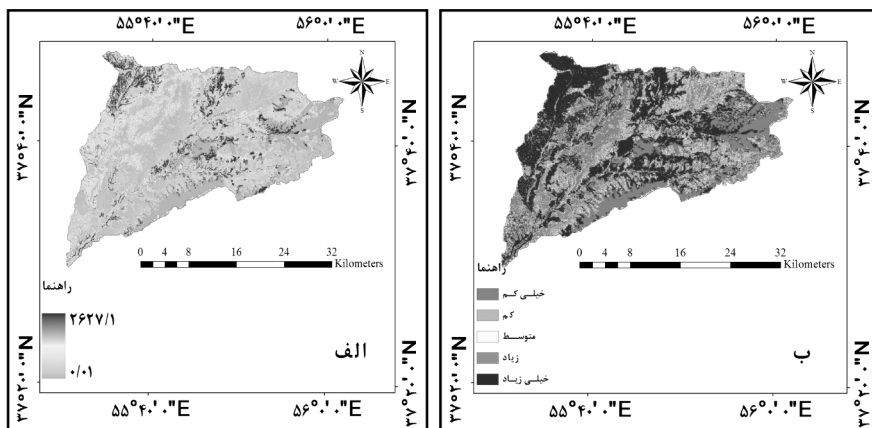 ۵۵°۴۰'۰"E
۵۶°۰'۰"E
N
W
E
S
۳۷°۴۰'۰"N
۳۷°۴۰'۰"N
0 4 8 16 24 32
Kilometers
راهنما
۲۶۲۷/۱
۰/۰۱
الف
۳۷°۲۰'۰"N
۳۷°۲۰'۰"N
۵۵°۴۰'۰"E
۵۶°۰'۰"E
۵۵°۴۰'۰"E
۵۶°۰'۰"E
N
W
E
S
۳۷°۴۰'۰"N
۳۷°۴۰'۰"N
0 4 8 16 24 32
Kilometers
راهنما
خیلی کم
کم
متوسط
زیاد
خیلی زیاد
ب
۳۷°۲۰'۰"N
۳۷°۲۰'۰"N
۵۵°۴۰'۰"E
۵۶°۰'۰"E